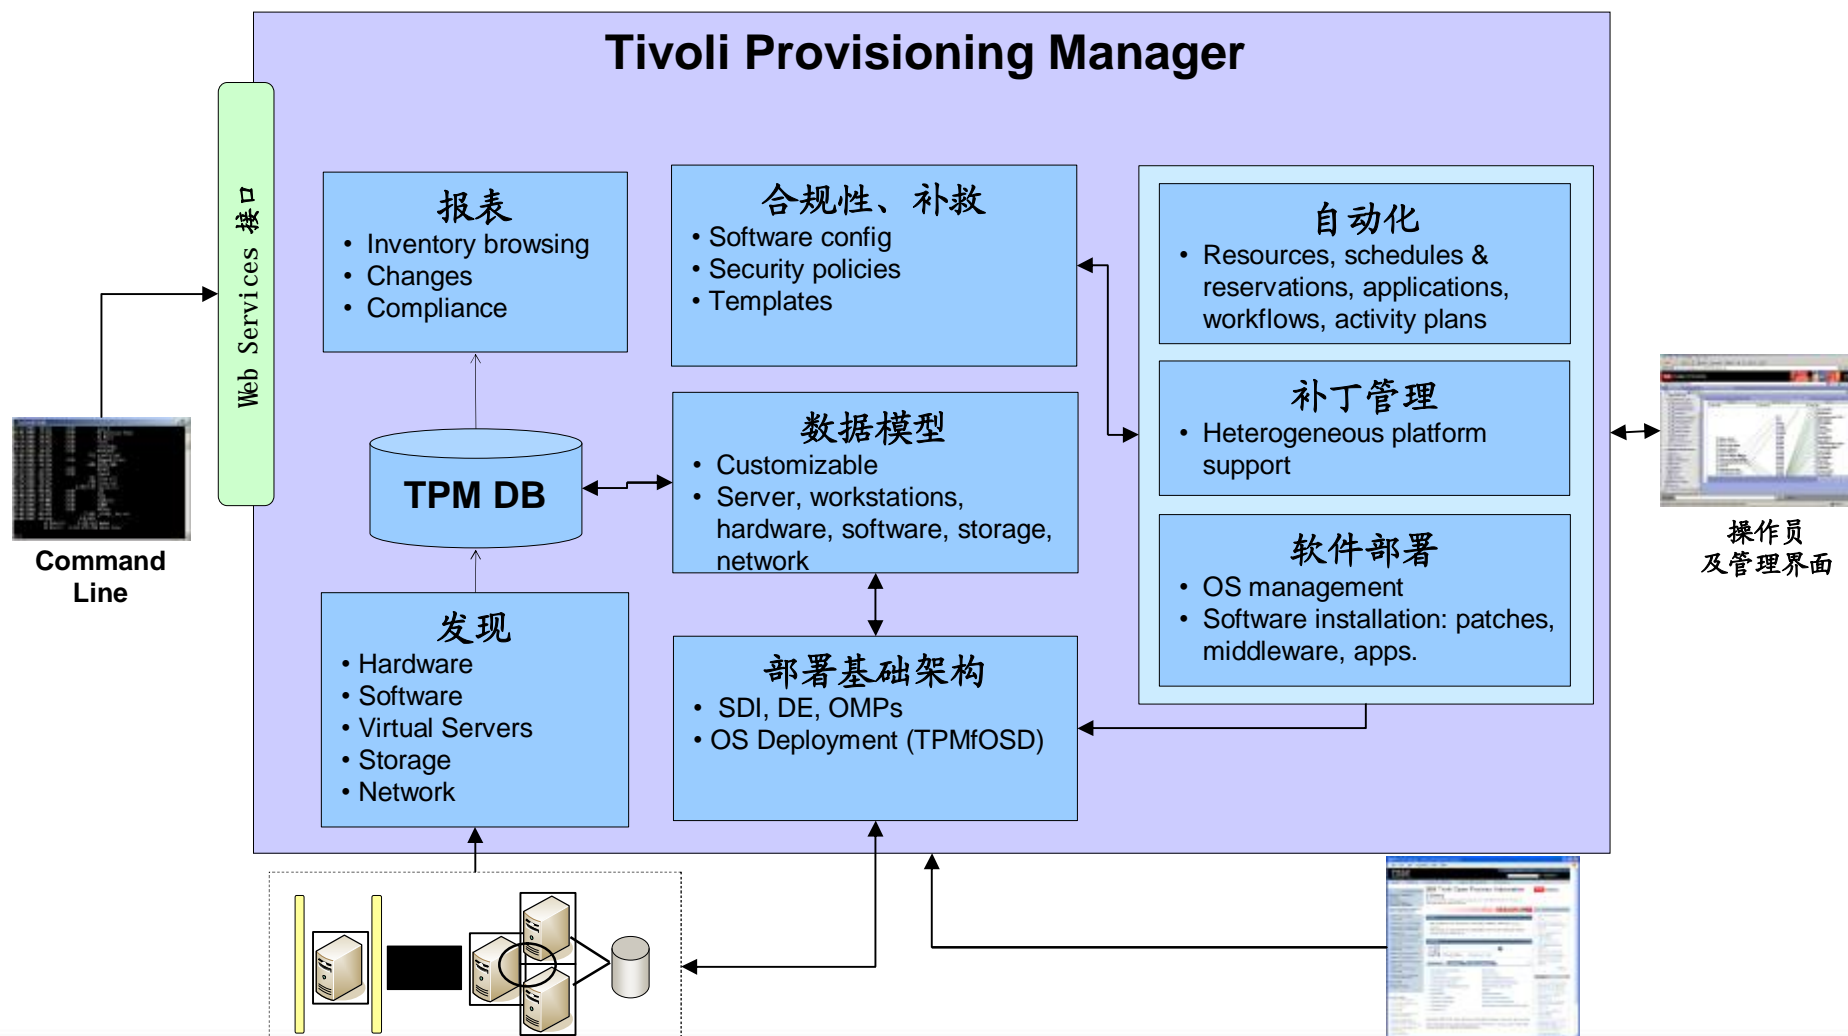 Tivoli Provisioning Manager
Web Services 接口
报表
• Inventory browsing
• Changes
• Compliance
合规性、补救
• Software config
• Security policies
• Templates
自动化
• Resources, schedules &
reservations, applications,
workflows, activity plans
补丁管理
• Heterogeneous platform
support
软件部署
• OS management
• Software installation: patches,
middleware, apps.
TPM DB
数据模型
• Customizable
• Server, workstations,
hardware, software, storage,
network
发现
• Hardware
• Software
• Virtual Servers
• Storage
• Network
部署基础架构
• SDI, DE, OMPs
• OS Deployment (TPMfOSD)
Command
Line
操作员
及管理界面